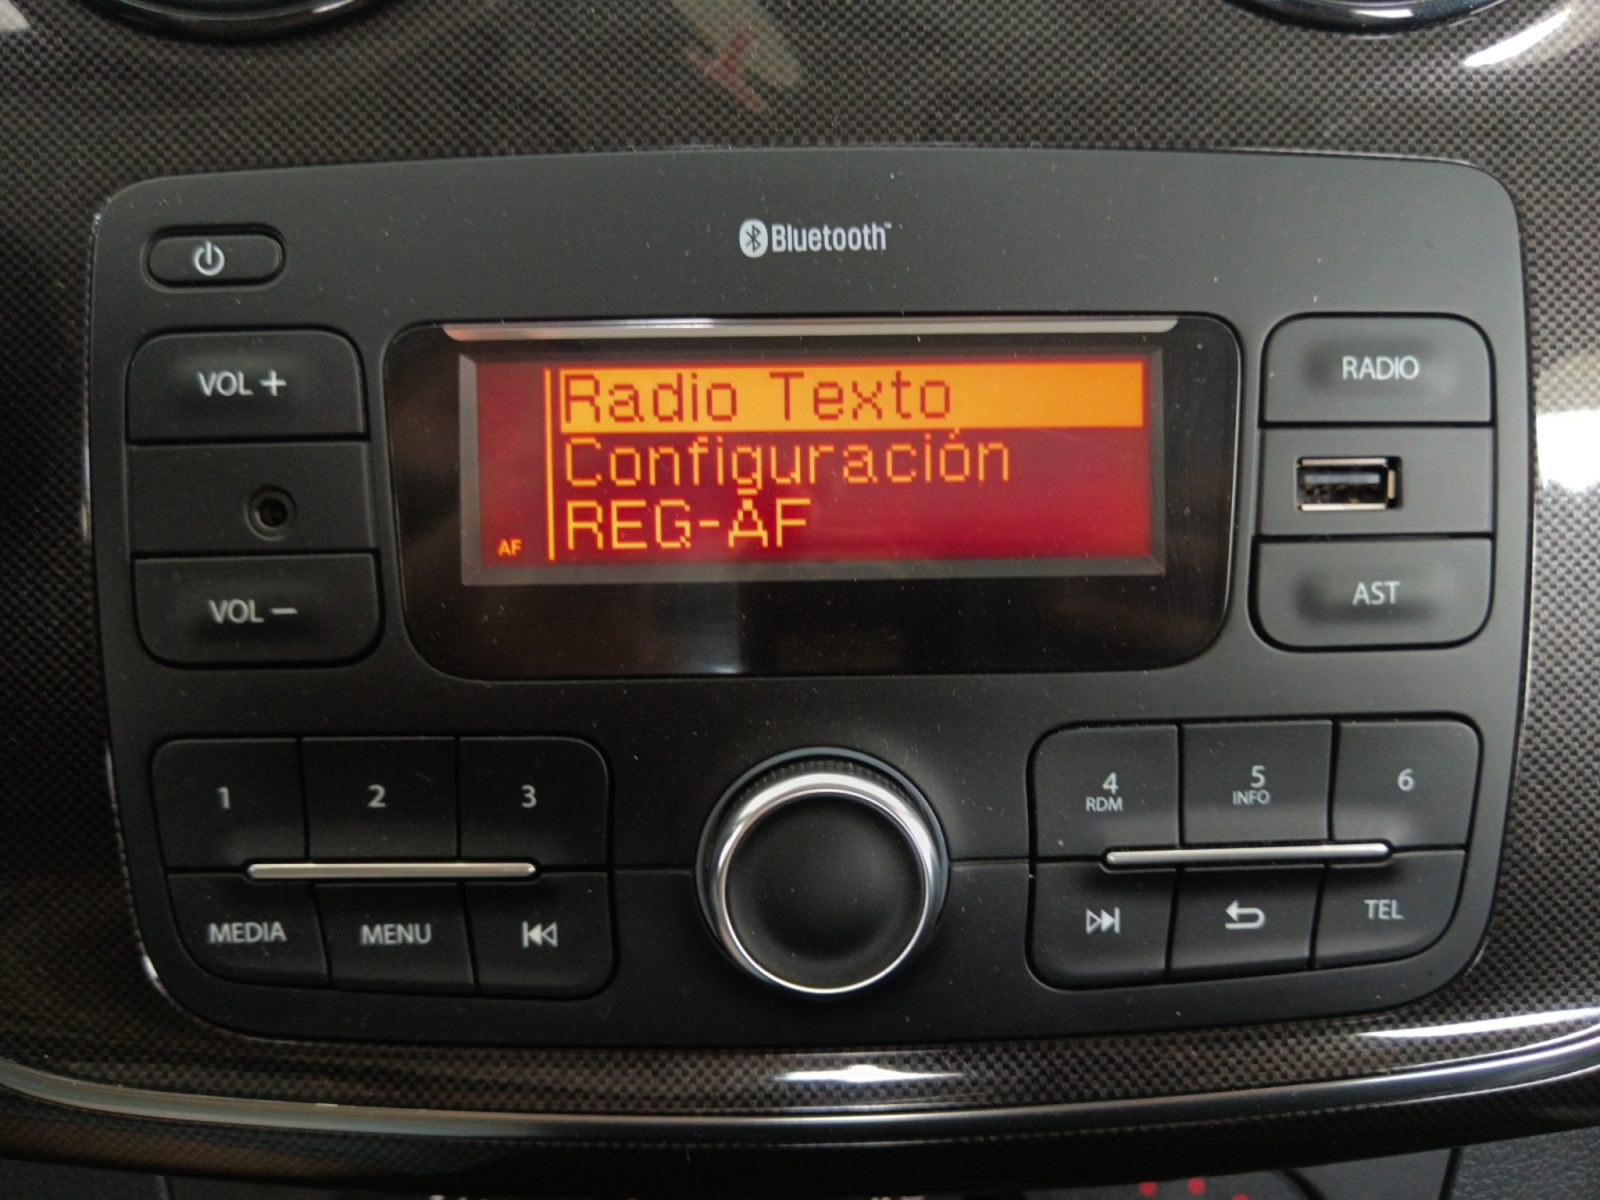 Bluetooth™
VOL +
RADIO
Radio Texto
Configuración
REG-AF
AF
VOL −
AST
1
2
3
4
RDM
5
INFO
6
MEDIA
MENU
TEL